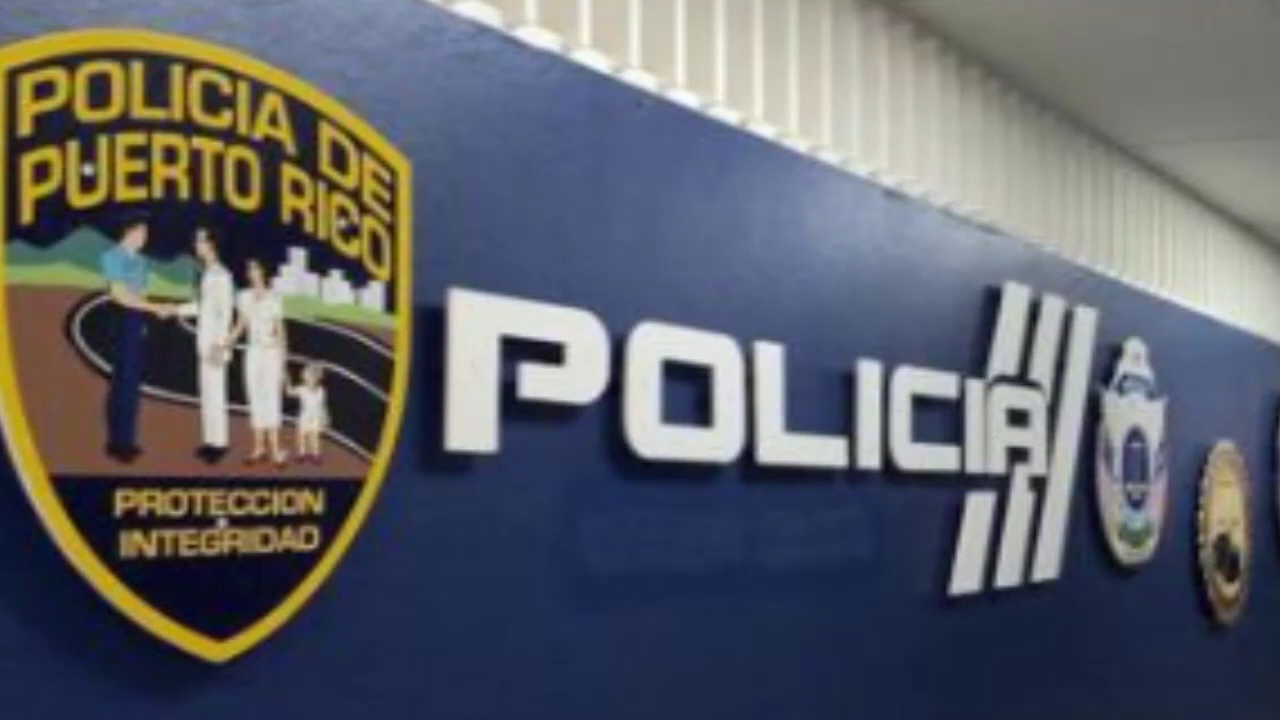 POLICIA DE
PUERTO RICO
PROTECCION
INTEGRIDAD
POLICIA